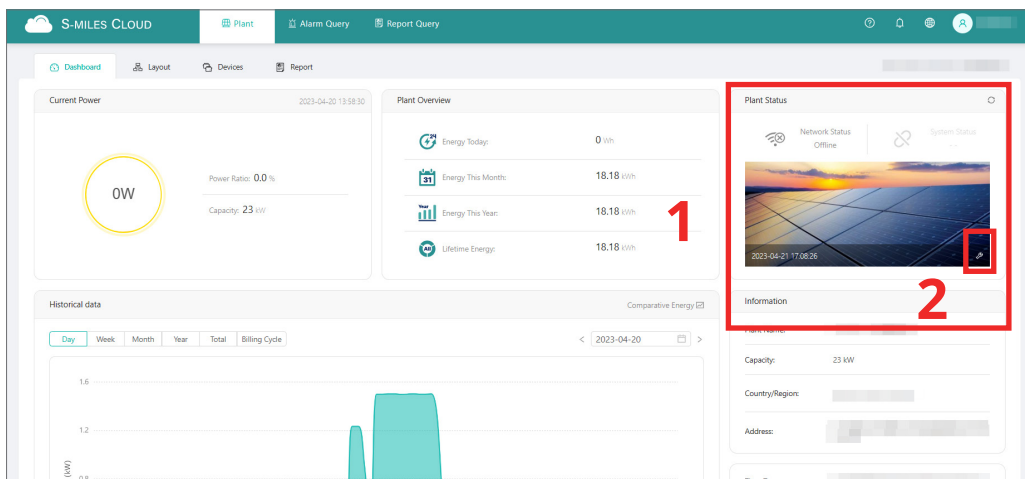 S-MILES CLOUD
Plant
Alarm Query
Report Query
Dashboard
Layout
Devices
Report
Current Power
2023-04-20 13:58:30
0W
Power Ratio: 0.0 %
Capacity: 23 kW
Plant Overview
24
Energy Today: 0 Wh
31
Energy This Month: 18.18 kWh
Year
Energy This Year: 18.18 kWh
All
Lifetime Energy: 18.18 kWh
1
Plant Status
Network Status
Offline
System Status
---
2023-04-21 17:08:26
2
Historical data
Comparative Energy
Day Week Month Year Total Billing Cycle
< 2023-04-20 >
1.6
1.2
0.8
(kW)
Information
Plant Name:
Capacity: 23 kW
Country/Region:
Address: